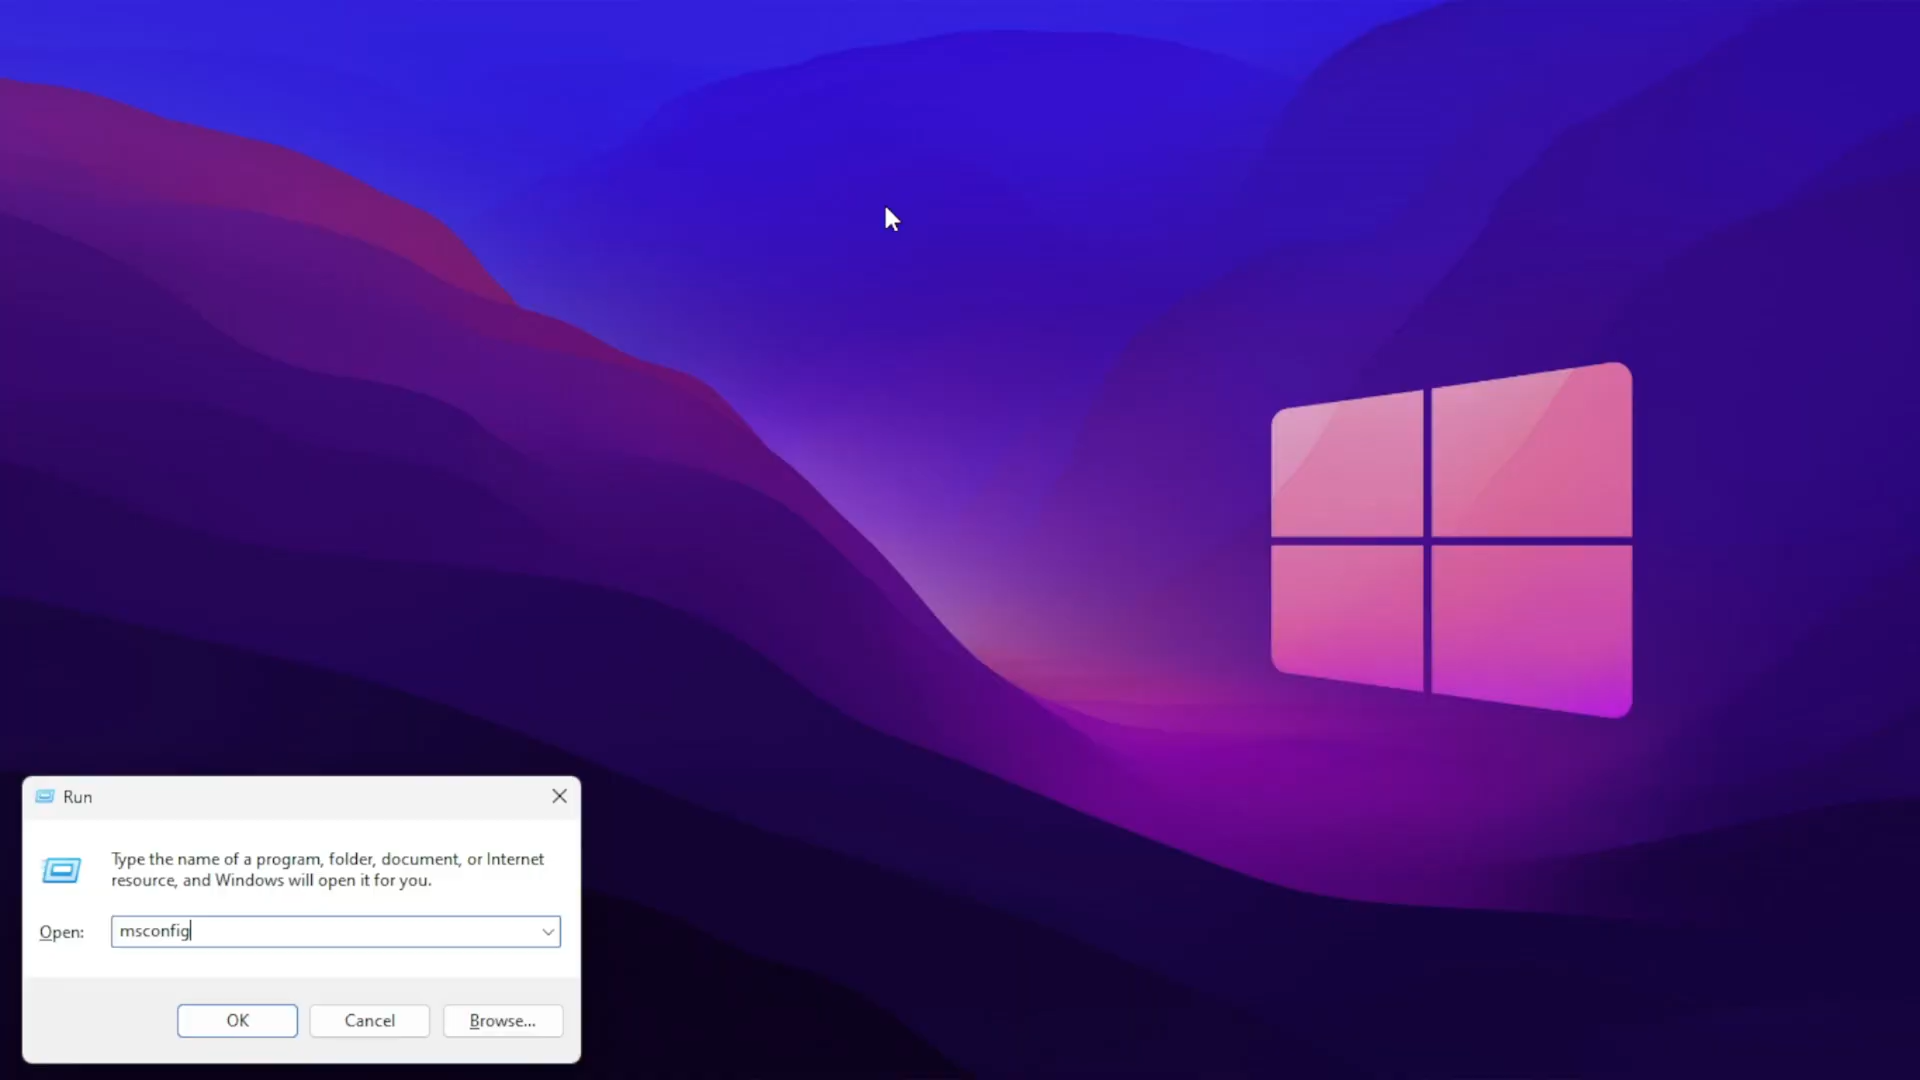 Run
Type the name of a program, folder, document, or Internet
resource, and Windows will open it for you.
Open:
msconfig
OK
Cancel
Browse...